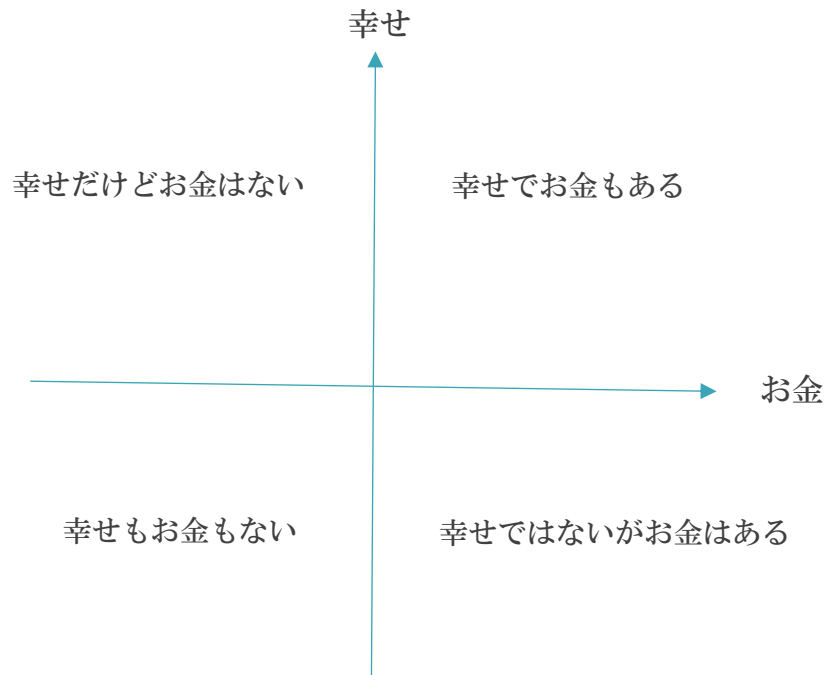 幸せ
幸せだけどお金はない
幸せでお金もある
お金
幸せもお金もない
幸せではないがお金はある